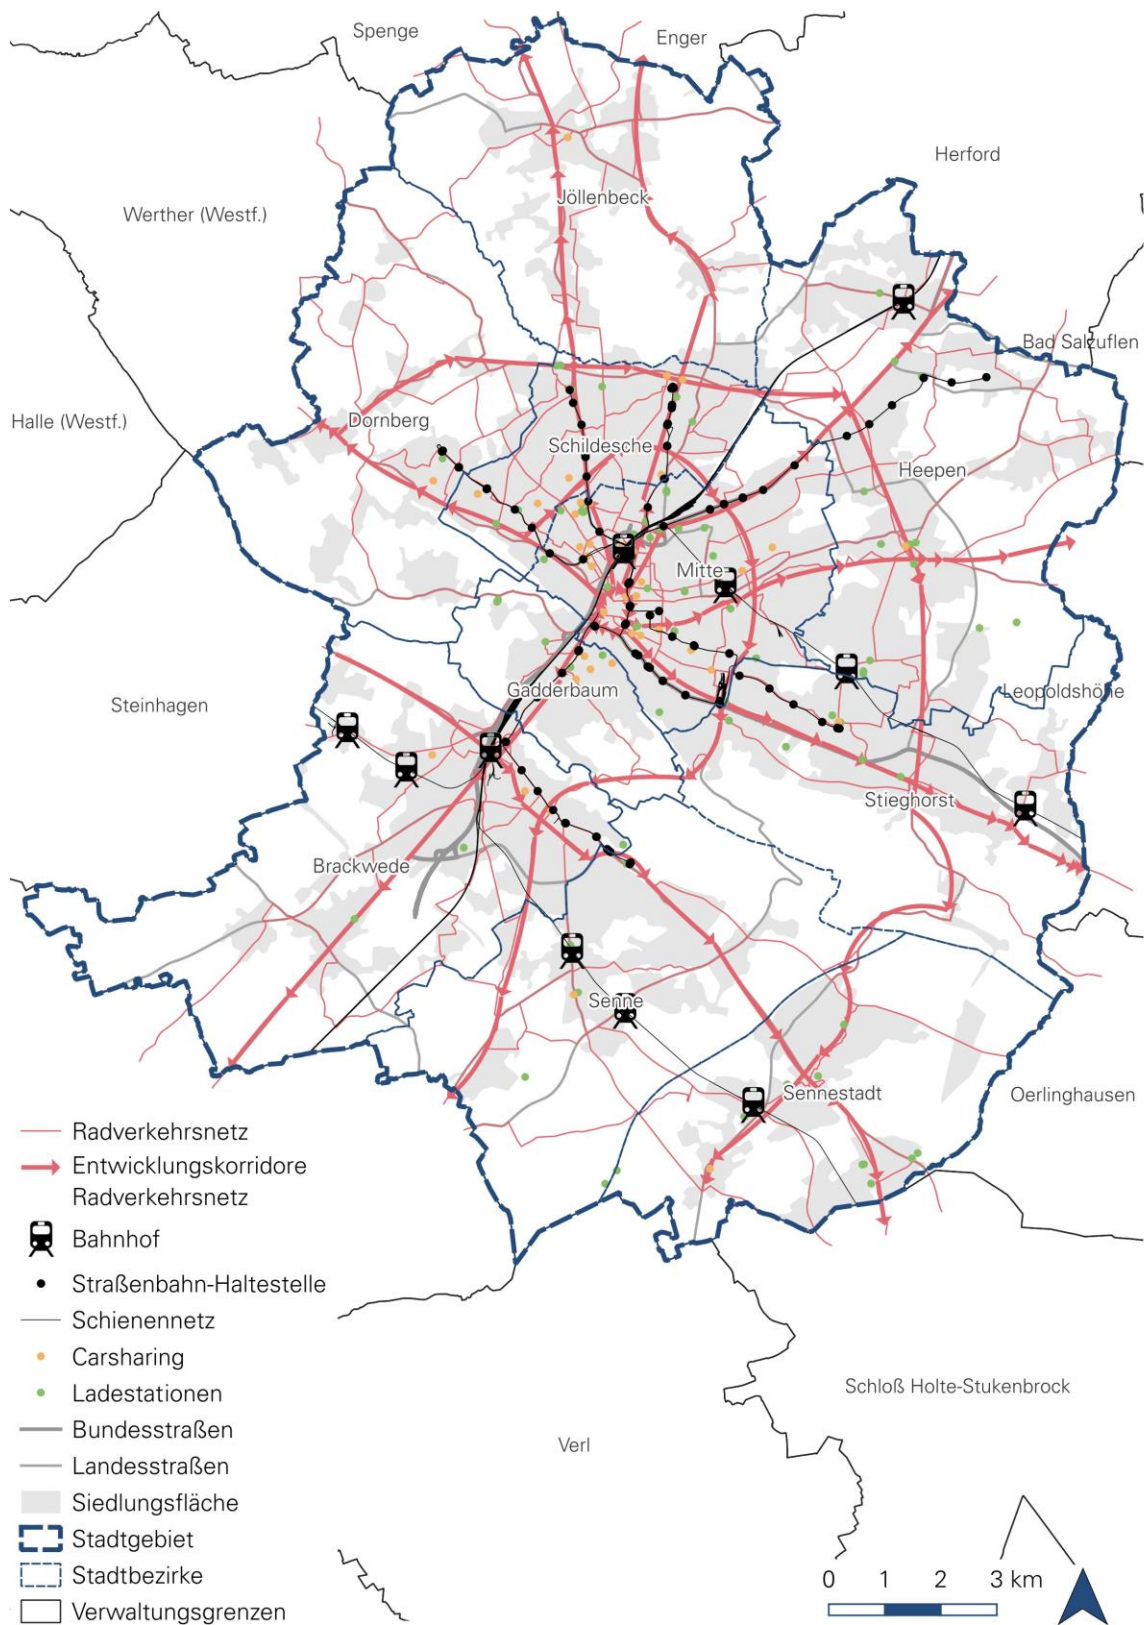 Spenge
Enger
Herford
Werther (Westf.)
Jöllenbeck
Bad Salzuflen
Halle (Westf.)
Dornberg
Schildesche
Heepen
Mitte
Steinhagen
Gadderbaum
Leopoldshöhe
Stieghorst
Brackwede
Senne
Sennestadt
Oerlinghausen
Radverkehrsnetz
Entwicklungskorridore
Radverkehrsnetz
Bahnhof
Straßenbahn-Haltestelle
Schienennetz
Carsharing
Ladestationen
Bundesstraßen
Landesstraßen
Siedlungsfläche
Stadtgebiet
Stadtbezirke
Verwaltungsgrenzen
Schloß Holte-Stukenbrock
Verl
0 1 2 3 km